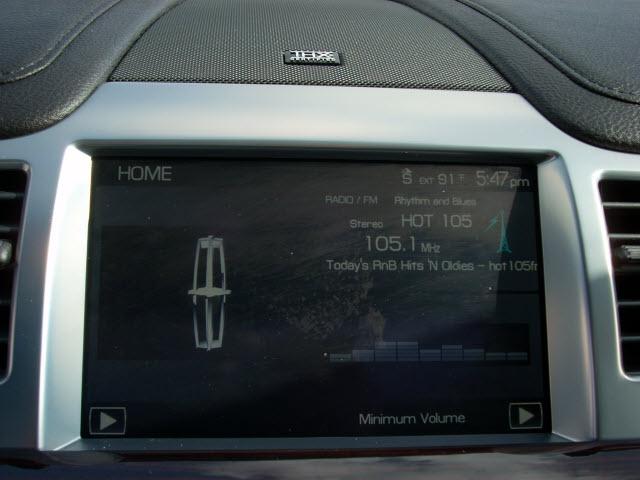 THX
HOME
S EXT 91°F 5:47pm
RADIO / FM Rhythm and Blues
Stereo HOT 105
105.1 MHz
Today's RnB Hits 'N Oldies - hot105fr
Minimum Volume